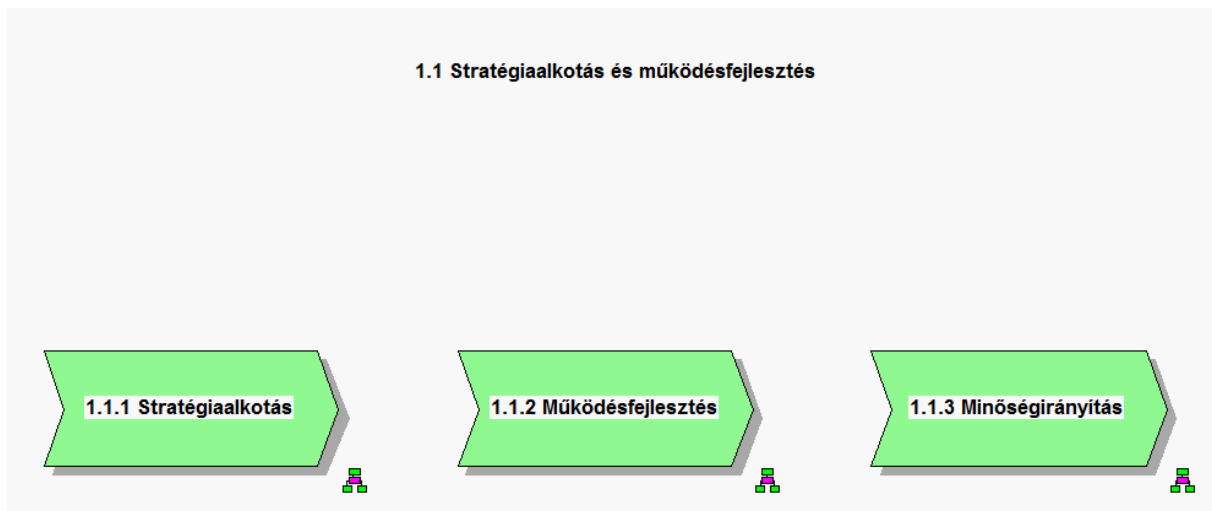 1.1 Stratégiaalkotás és működésfejlesztés
1.1.1 Stratégiaalkotás
1.1.2 Működésfejlesztés
1.1.3 Minőségirányítás